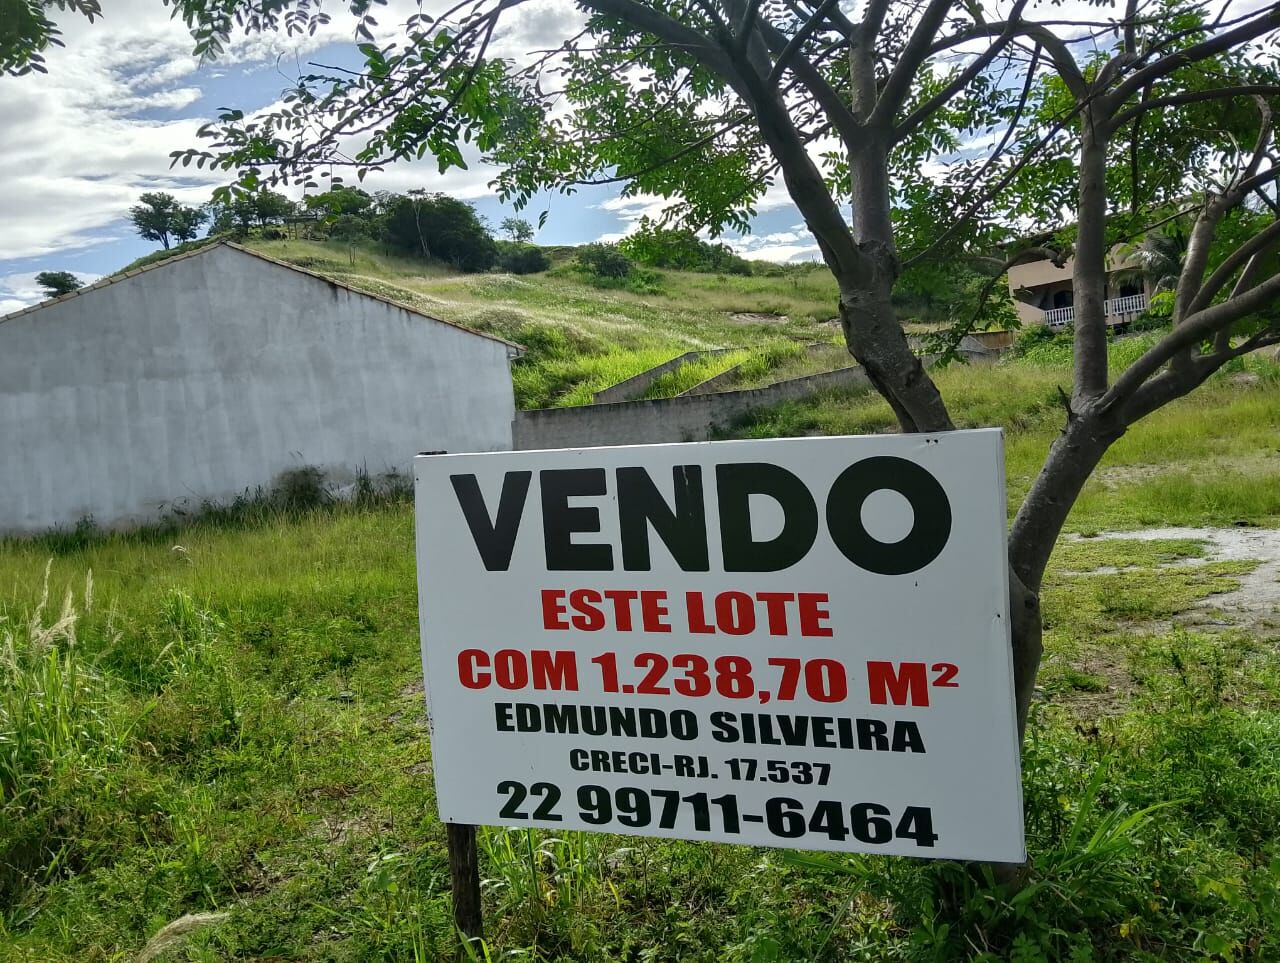 VENDO
ESTE LOTE
COM 1.238,70 M²
EDMUNDO SILVEIRA
CRECI-RJ. 17.537
22 99711-6464